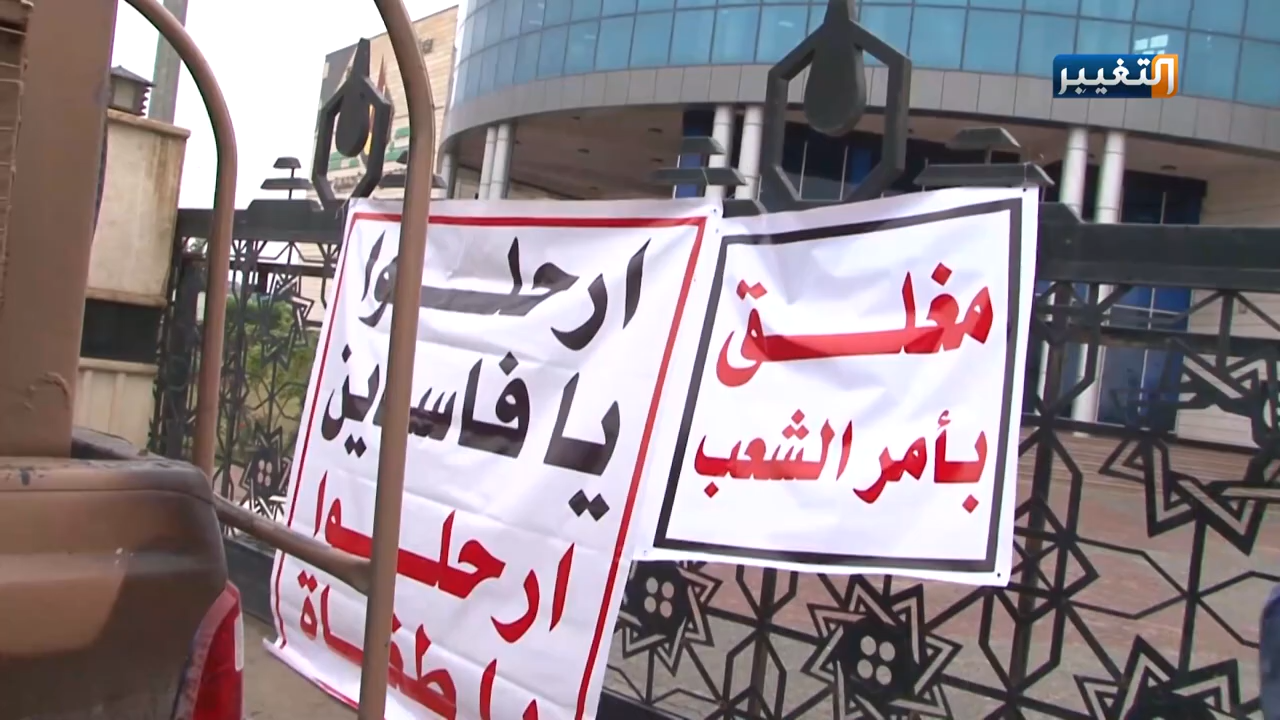 التغيير
مغلق
بأمر الشعب
ارحلوا
يا فاسدين
ارحلوا
يا طغاة